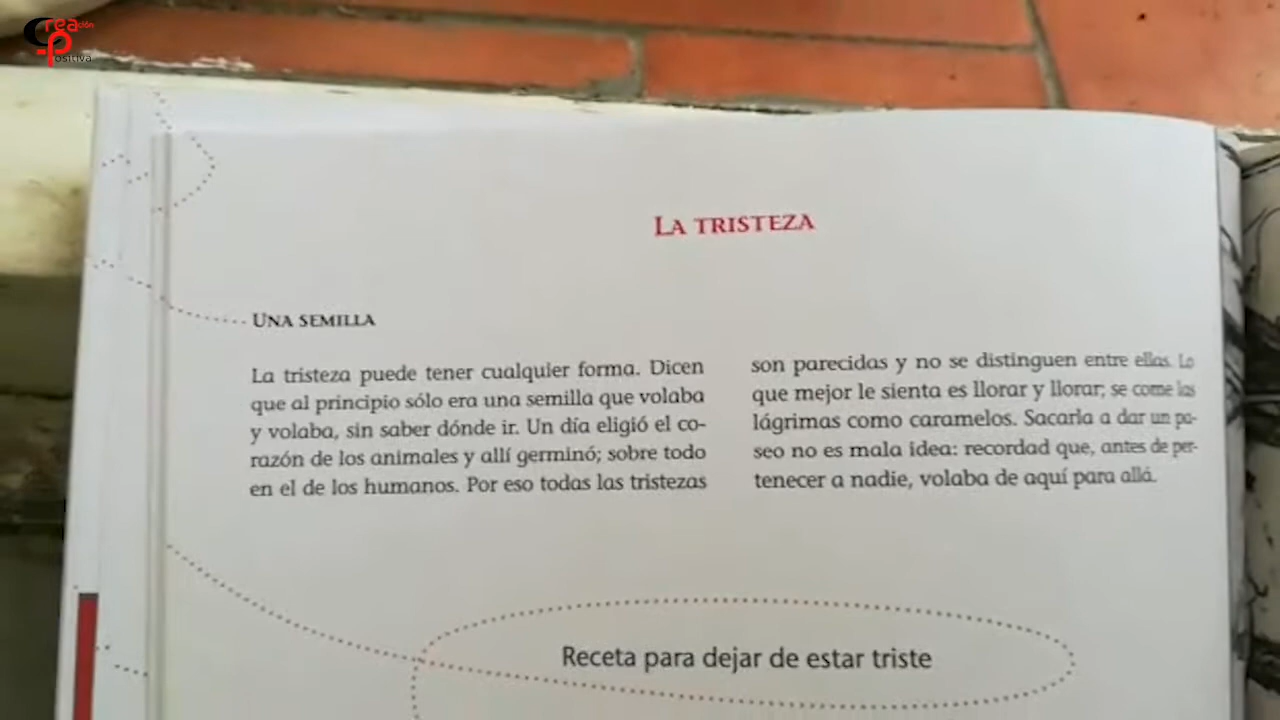 Creación
Positiva
LA TRISTEZA
UNA SEMILLA
La tristeza puede tener cualquier forma. Dicen
que al principio sólo era una semilla que volaba
y volaba, sin saber dónde ir. Un día eligió el co-
razón de los animales y allí germinó; sobre todo
en el de los humanos. Por eso todas las tristezas
son parecidas y no se distinguen entre ellas. Lo
que mejor le sienta es llorar y llorar; se come las
lágrimas como caramelos. Sacarla a dar un pa-
seo no es mala idea: recordad que, antes de per-
tenecer a nadie, volaba de aquí para allá.
Receta para dejar de estar triste